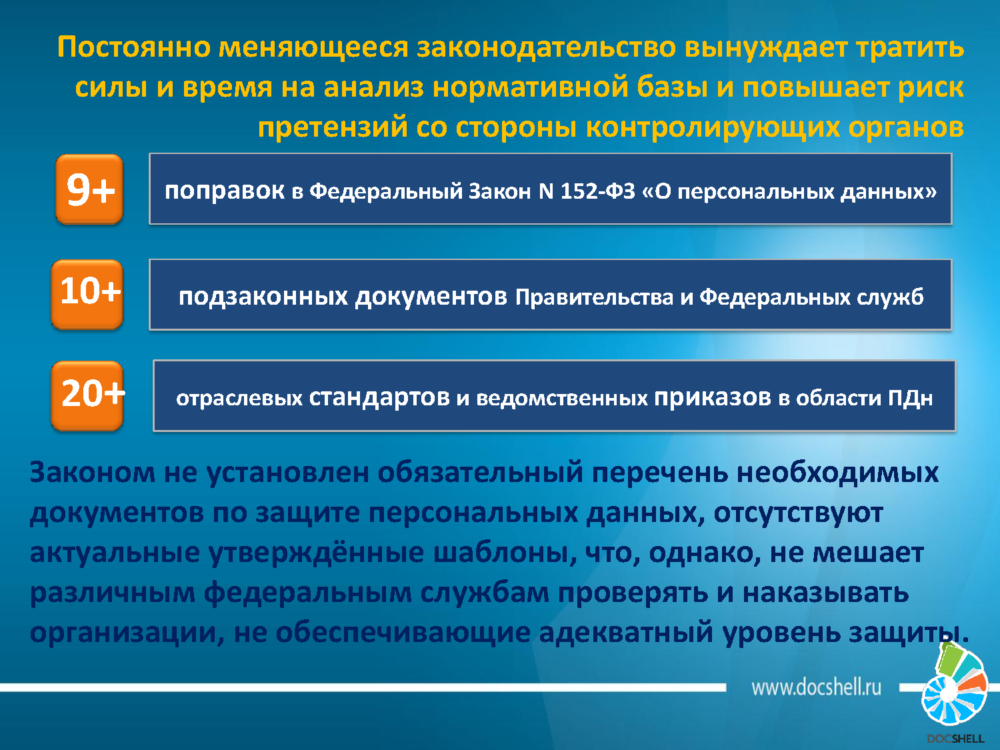 Постоянно меняющееся законодательство вынуждает тратить
силы и время на анализ нормативной базы и повышает риск
претензий со стороны контролирующих органов
9+
поправок в Федеральный Закон N 152-ФЗ «О персональных данных»
10+
подзаконных документов Правительства и Федеральных служб
20+
отраслевых стандартов и ведомственных приказов в области ПДн
Законом не установлен обязательный перечень необходимых
документов по защите персональных данных, отсутствуют
актуальные утверждённые шаблоны, что, однако, не мешает
различным федеральным службам проверять и наказывать
организации, не обеспечивающие адекватный уровень защиты.
www.docshell.ru
DOCSHELL